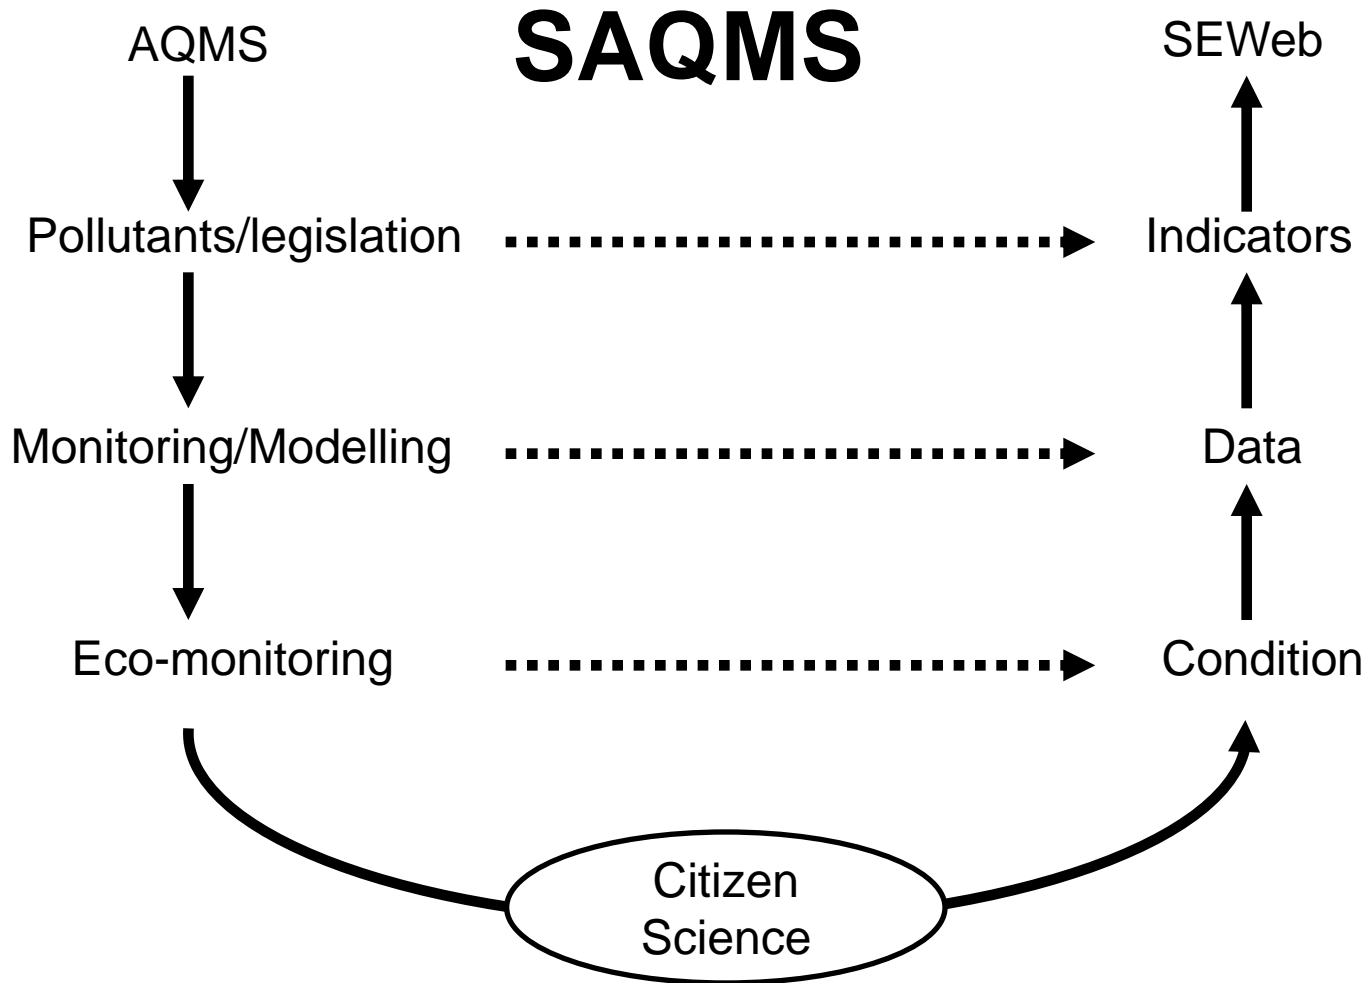 SAQMS
AQMS
SEWeb
Pollutants/legislation
Indicators
Monitoring/Modelling
Data
Eco-monitoring
Condition
Citizen
Science